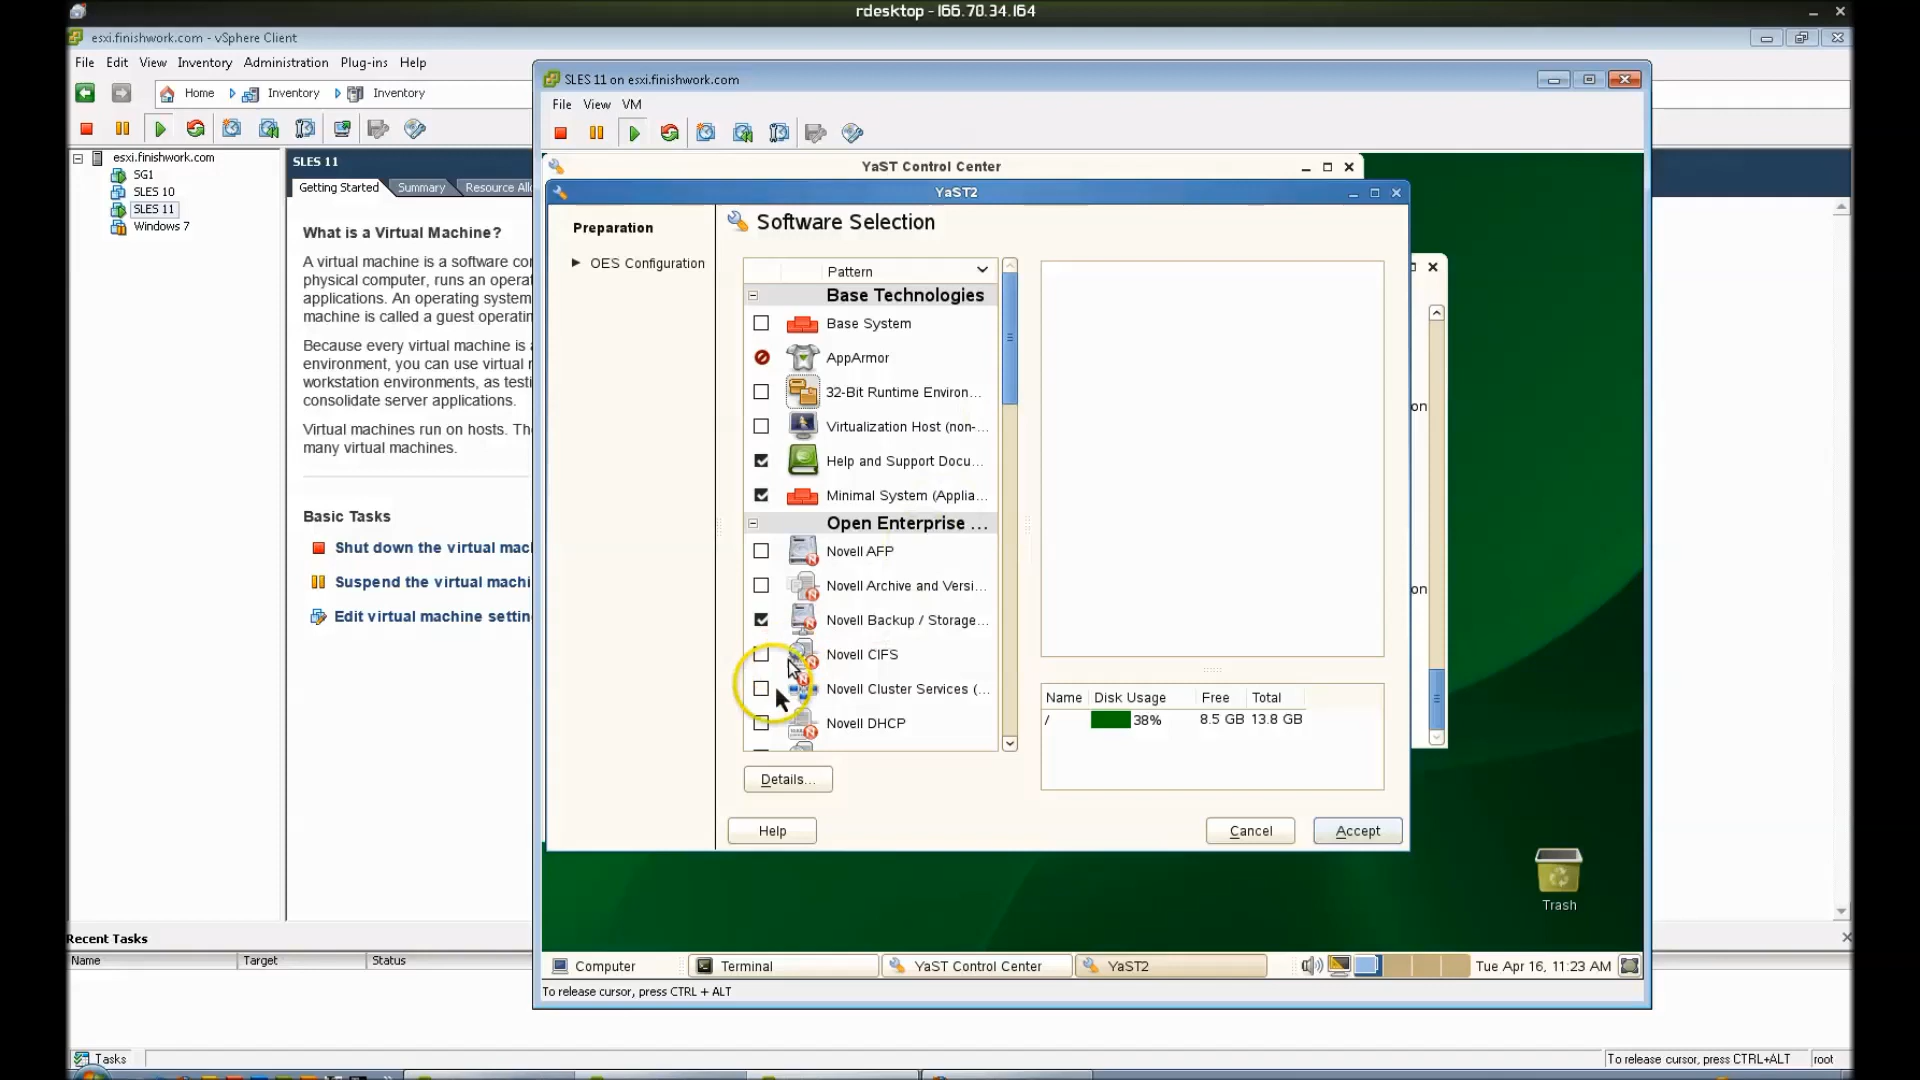 rdesktop - 166.70.34.164
esxi.finishwork.com - vSphere Client
File Edit View Inventory Administration Plug-ins Help
Home Inventory Inventory
esxi.finishwork.com
SG1
SLES 10
SLES 11
Windows 7
SLES 11
Getting Started Summary Resource Allo
What is a Virtual Machine?
A virtual machine is a software con
physical computer, runs an operat
applications. An operating system
machine is called a guest operatin
Because every virtual machine is a
environment, you can use virtual r
workstation environments, as testi
consolidate server applications.
Virtual machines run on hosts. The
many virtual machines.
Basic Tasks
Shut down the virtual mac
Suspend the virtual machi
Edit virtual machine settin
SLES 11 on esxi.finishwork.com
File View VM
YaST Control Center
YaST2
Preparation
OES Configuration
Software Selection
Pattern
Base Technologies
Base System
AppArmor
32-Bit Runtime Environ...
Virtualization Host (non-...
Help and Support Docu...
Minimal System (Applia...
Open Enterprise ...
Novell AFP
Novell Archive and Versi...
Novell Backup / Storage...
Novell CIFS
Novell Cluster Services (...
Novell DHCP
Details...
Name Disk Usage Free Total
/ 38% 8.5 GB 13.8 GB
Help Cancel Accept
on
on
Trash
Computer Terminal YaST Control Center YaST2 Tue Apr 16, 11:23 AM
To release cursor, press CTRL + ALT
Recent Tasks
Name Target Status
Tasks To release cursor, press CTRL+ALT root